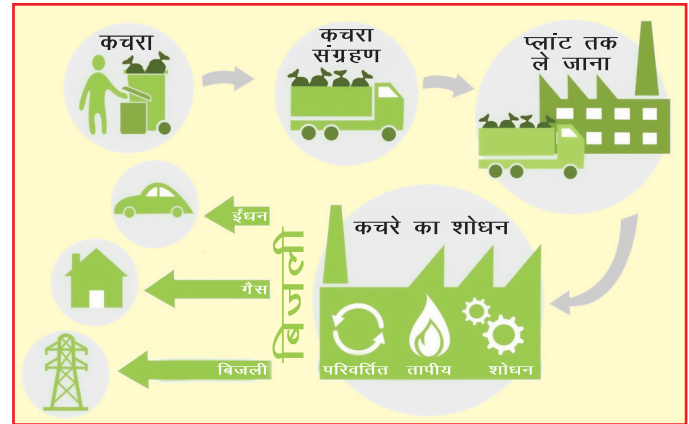 कचरा
कचरा
संग्रहण
प्लांट तक
ले जाना
कचरे का शोधन
परिवर्तित तापीय शोधन
बिजली
ईंधन
गैस
बिजली